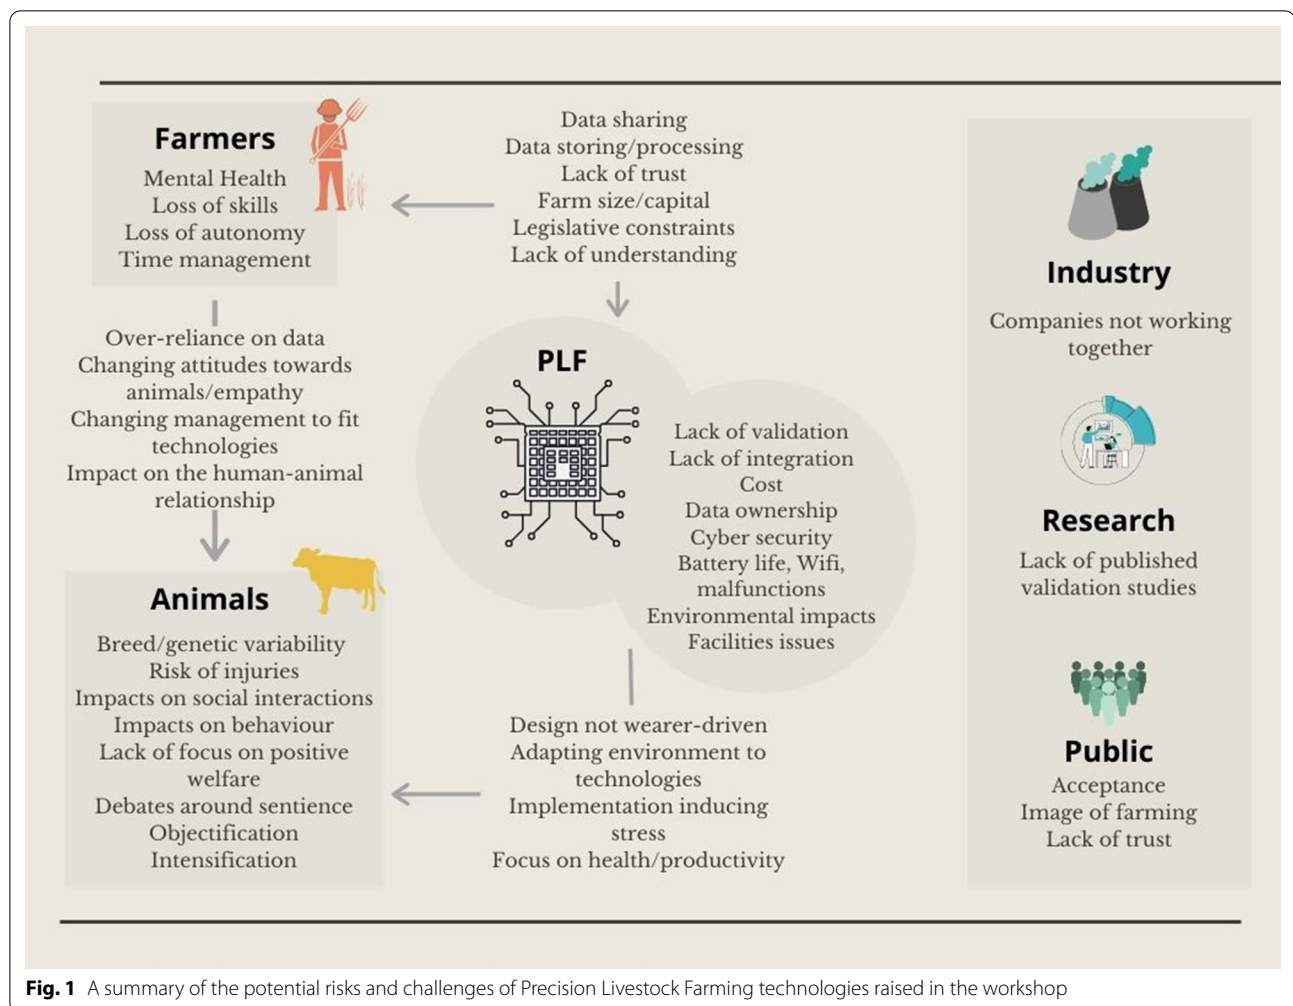 Farmers
Mental Health
Loss of skills
Loss of autonomy
Time management
Data sharing
Data storing/processing
Lack of trust
Farm size/capital
Legislative constraints
Lack of understanding
Over-reliance on data
Changing attitudes towards
animals/empathy
Changing management to fit
technologies
Impact on the human-animal
relationship
PLF
Lack of validation
Lack of integration
Cost
Data ownership
Cyber security
Battery life, Wifi,
malfunctions
Environmental impacts
Facilities issues
Animals
Breed/genetic variability
Risk of injuries
Impacts on social interactions
Impacts on behaviour
Lack of focus on positive
welfare
Debates around sentience
Objectification
Intensification
Design not wearer-driven
Adapting environment to
technologies
Implementation inducing
stress
Focus on health/productivity
Industry
Companies not working
together
Research
Lack of published
validation studies
Public
Acceptance
Image of farming
Lack of trust
Fig. 1 A summary of the potential risks and challenges of Precision Livestock Farming technologies raised in the workshop